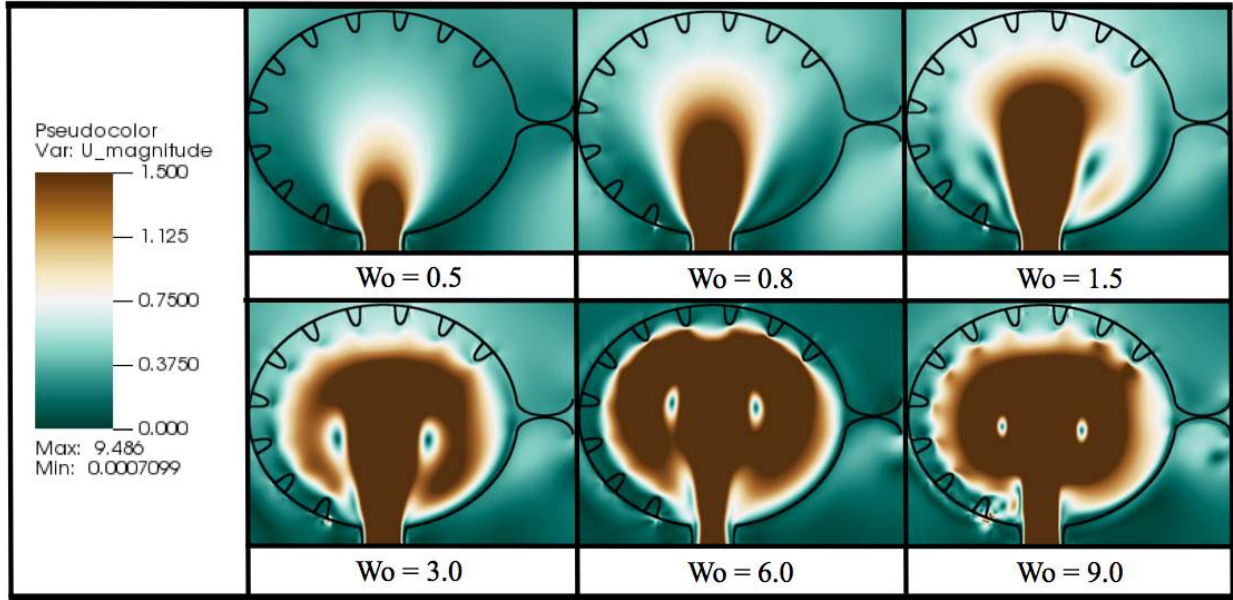 Pseudocolor
Var: U_magnitude
1.500
1.125
0.7500
0.3750
0.000
Max: 9.486
Min: 0.0007099
Wo = 0.5
Wo = 0.8
Wo = 1.5
Wo = 3.0
Wo = 6.0
Wo = 9.0